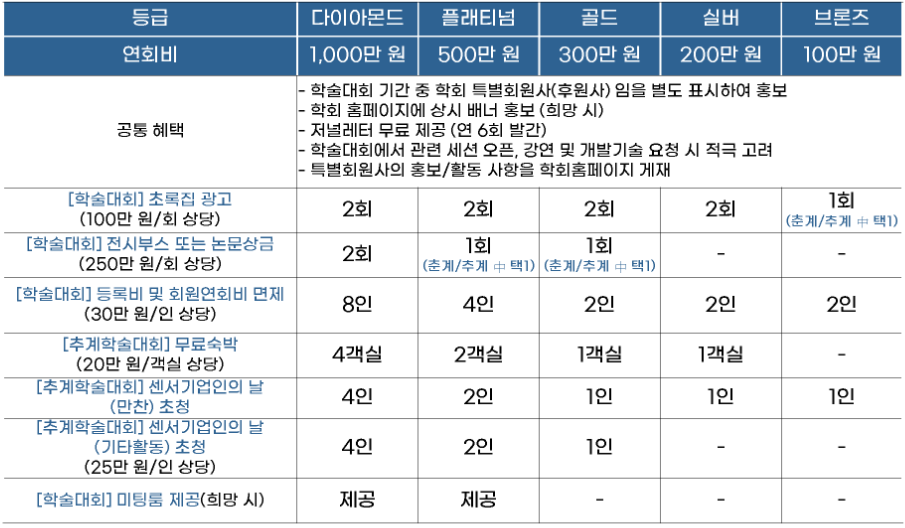 등급 다이아몬드 플래티넘 골드 실버 브론즈
연회비 1,000만 원 500만 원 300만 원 200만 원 100만 원
공통 혜택
- 학술대회 기간 중 학회 특별회원사(후원사) 임을 별도 표시하여 홍보
- 학회 홈페이지에 상시 배너 홍보 (희망 시)
- 저널레터 무료 제공 (연 6회 발간)
- 학술대회에서 관련 세션 오픈, 강연 및 개발기술 요청 시 적극 고려
- 특별회원사의 홍보/활동 사항을 학회홈페이지 게재
[학술대회] 초록집 광고
(100만 원/회 상당)
2회 2회 2회 2회 1회
(춘계/추계 中 택1)
[학술대회] 전시부스 또는 논문상금
(250만 원/회 상당)
2회 1회 1회 - -
(춘계/추계 中 택1) (춘계/추계 中 택1)
[학술대회] 등록비 및 회원연회비 면제
(30만 원/인 상당)
8인 4인 2인 2인 2인
[추계학술대회] 무료숙박
(20만 원/객실 상당)
4객실 2객실 1객실 1객실 -
[추계학술대회] 센서기업인의 날
(만찬) 초청
4인 2인 1인 1인 1인
[추계학술대회] 센서기업인의 날
(기타활동) 초청
(25만 원/인 상당)
4인 2인 1인 - -
[학술대회] 미팅룸 제공(희망 시) 제공 제공 - - -